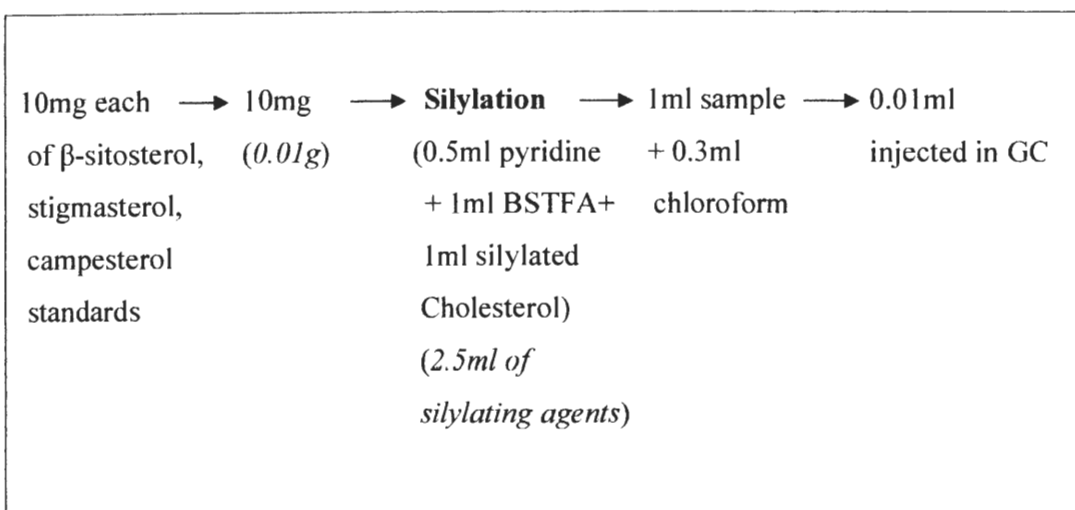 10mg each → 10mg → Silylation → 1ml sample → 0.01ml
of β-sitosterol, (0.01g) (0.5ml pyridine + 0.3ml injected in GC
stigmasterol, + 1ml BSTFA+ chloroform
campesterol 1ml silylated
standards Cholesterol)
(2.5ml of
silylating agents)